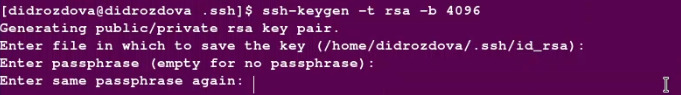 [didrozdova@didrozdova .ssh]$ ssh-keygen -t rsa -b 4096
Generating public/private rsa key pair.
Enter file in which to save the key (/home/didrozdova/.ssh/id_rsa):
Enter passphrase (empty for no passphrase):
Enter same passphrase again: